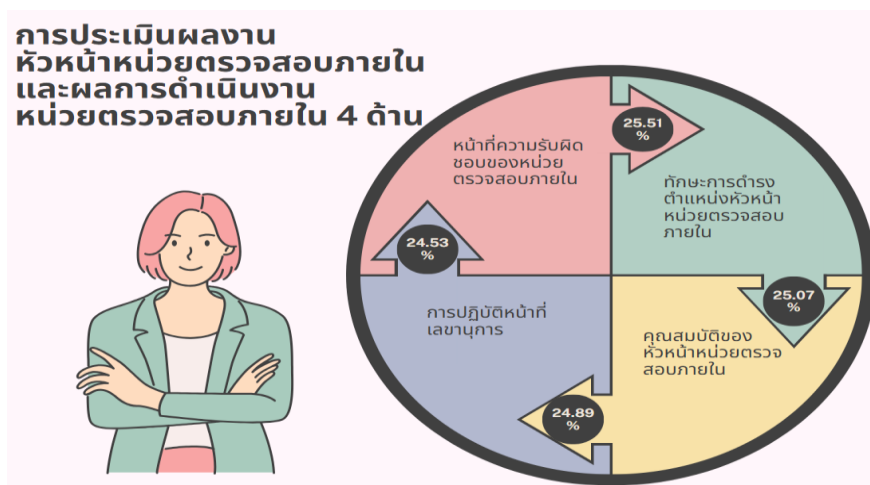 การประเมินผลงาน
หัวหน้าหน่วยตรวจสอบภายใน
และผลการดำเนินงาน
หน่วยตรวจสอบภายใน 4 ด้าน
หน้าที่ความรับผิด
ชอบของหน่วย
ตรวจสอบภายใน
25.51
%
ทักษะการดำรง
ตำแหน่งหัวหน้า
หน่วยตรวจสอบ
ภายใน
24.53
%
25.07
%
การปฏิบัติหน้าที่
เลขานุการ
คุณสมบัติของ
หัวหน้าหน่วยตรวจ
สอบภายใน
24.89
%